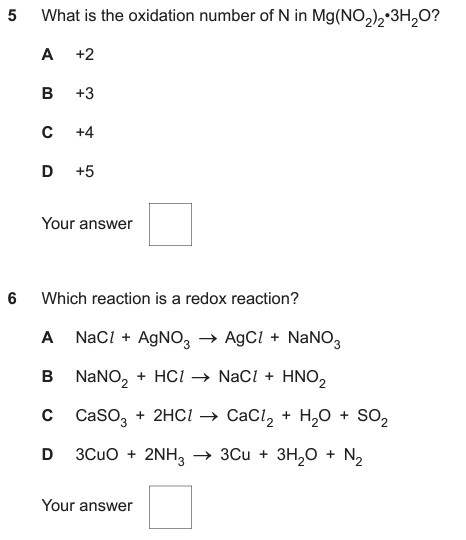 5 What is the oxidation number of N in Mg(NO₂)₂•3H₂O?
A +2
B +3
C +4
D +5
Your answer
6 Which reaction is a redox reaction?
A NaCl + AgNO₃ → AgCl + NaNO₃
B NaNO₂ + HCl → NaCl + HNO₂
C CaSO₃ + 2HCl → CaCl₂ + H₂O + SO₂
D 3CuO + 2NH₃ → 3Cu + 3H₂O + N₂
Your answer